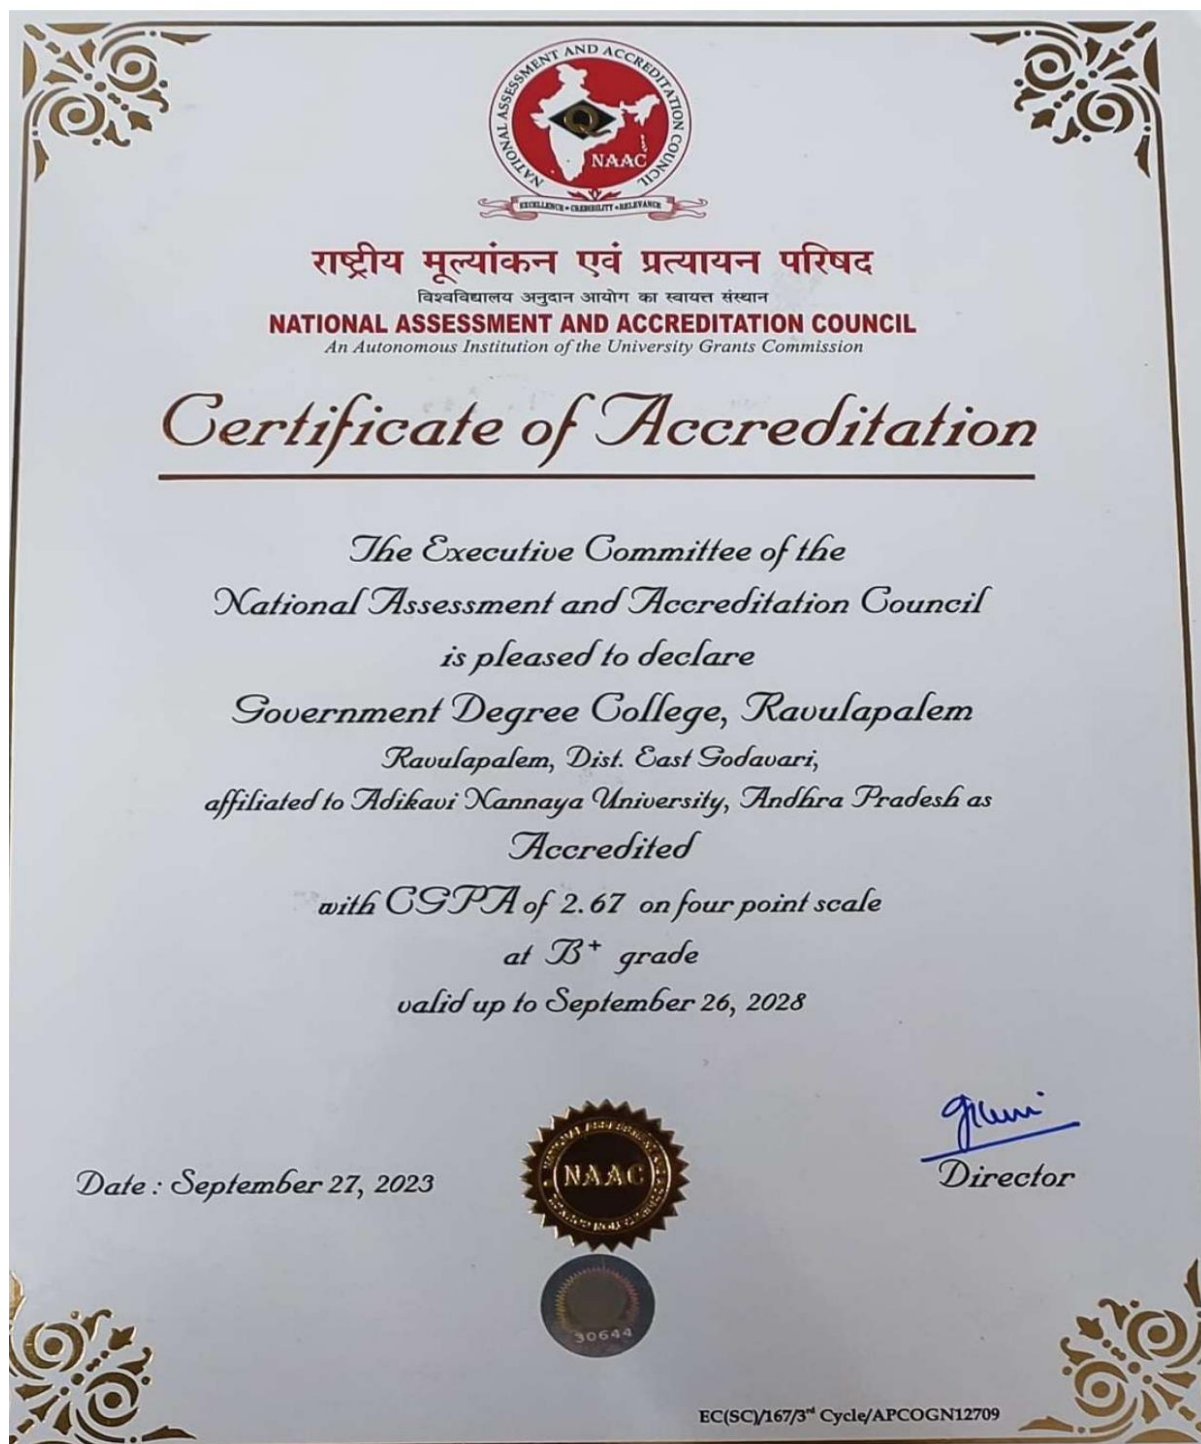 NATIONAL ASSESSMENT AND ACCREDITATION COUNCIL
Q
NAAC
EXCELLENCE • CREDIBILITY • RELEVANCE
राष्ट्रीय मूल्यांकन एवं प्रत्यायन परिषद
विश्वविद्यालय अनुदान आयोग का स्वायत्त संस्थान
NATIONAL ASSESSMENT AND ACCREDITATION COUNCIL
An Autonomous Institution of the University Grants Commission
Certificate of Accreditation
The Executive Committee of the
National Assessment and Accreditation Council
is pleased to declare
Government Degree College, Ravulapalem
Ravulapalem, Dist. East Godavari,
affiliated to Adikavi Nannaya University, Andhra Pradesh as
Accredited
with CGPA of 2.67 on four point scale
at B+ grade
valid up to September 26, 2028
Date : September 27, 2023
NAAC
Director
30644
EC(SC)/167/3rd Cycle/APCOGN12709